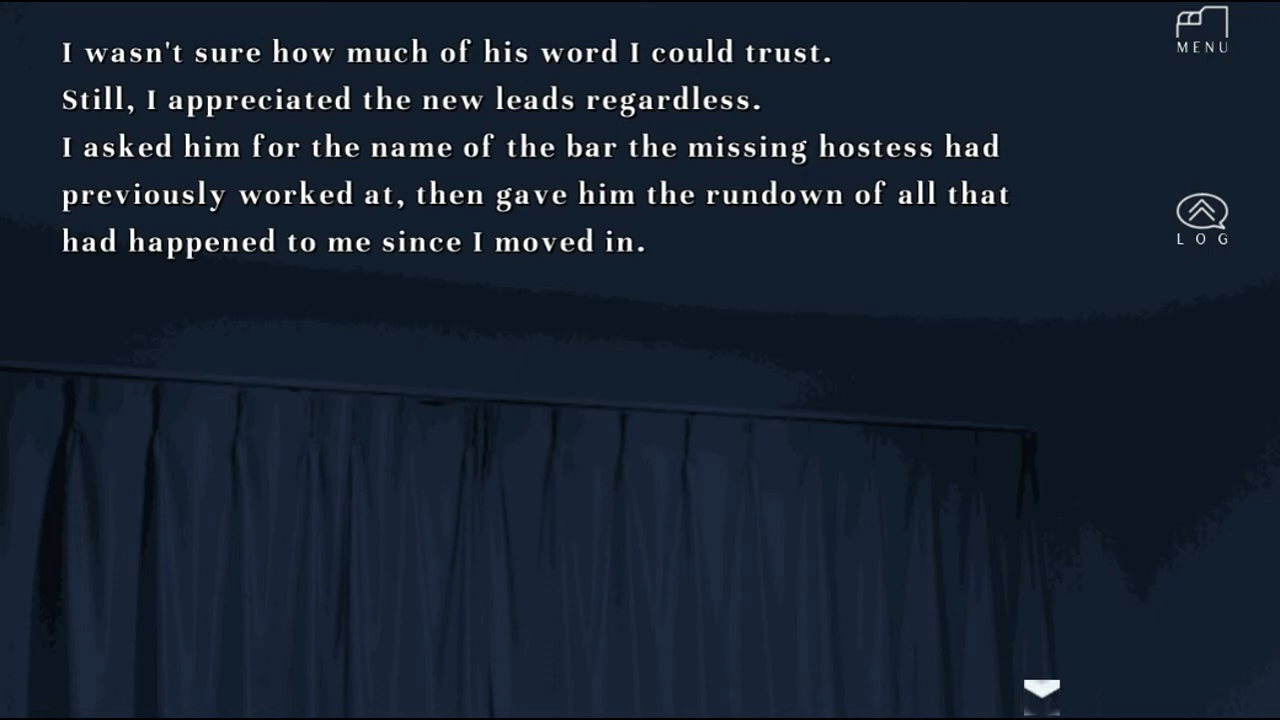 I wasn't sure how much of his word I could trust.
Still, I appreciated the new leads regardless.
I asked him for the name of the bar the missing hostess had
previously worked at, then gave him the rundown of all that
had happened to me since I moved in.
MENU
LOG